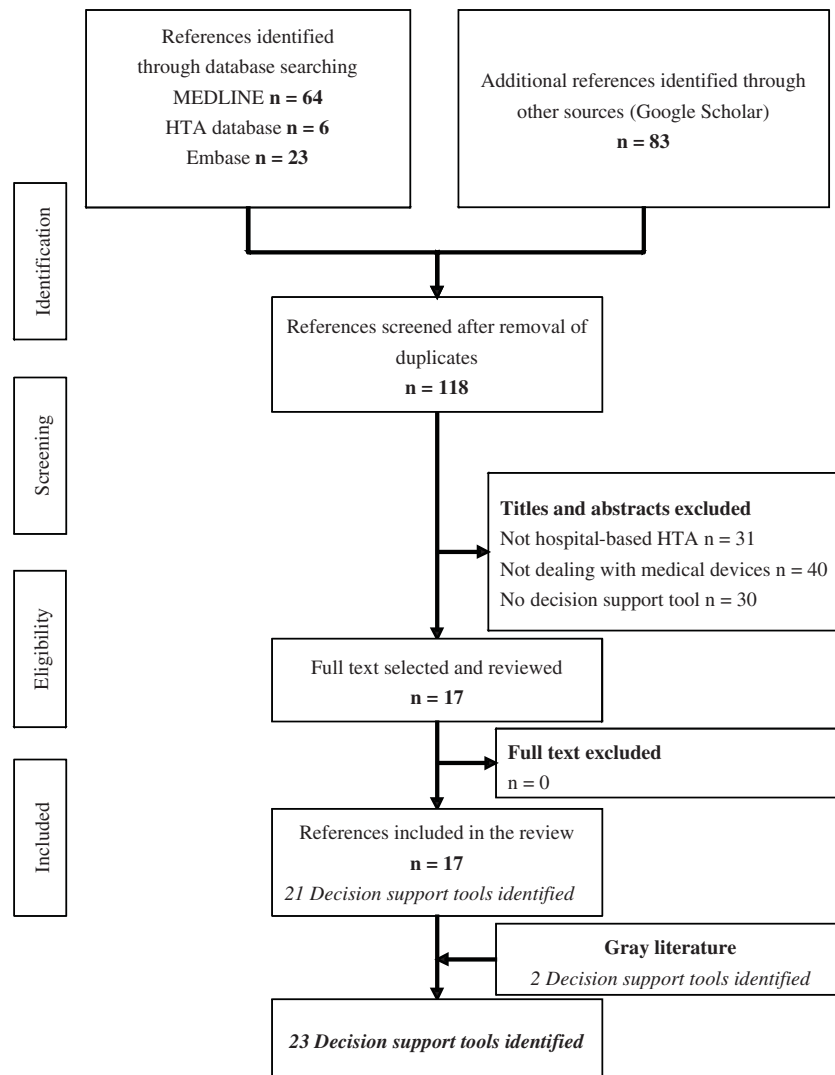 References identified
through database searching
MEDLINE n = 64
HTA database n = 6
Embase n = 23
Additional references identified through
other sources (Google Scholar)
n = 83
Identification
References screened after removal of
duplicates
n = 118
Screening
Titles and abstracts excluded
Not hospital-based HTA n = 31
Not dealing with medical devices n = 40
No decision support tool n = 30
Eligibility
Full text selected and reviewed
n = 17
Full text excluded
n = 0
Included
References included in the review
n = 17
21 Decision support tools identified
Gray literature
2 Decision support tools identified
23 Decision support tools identified